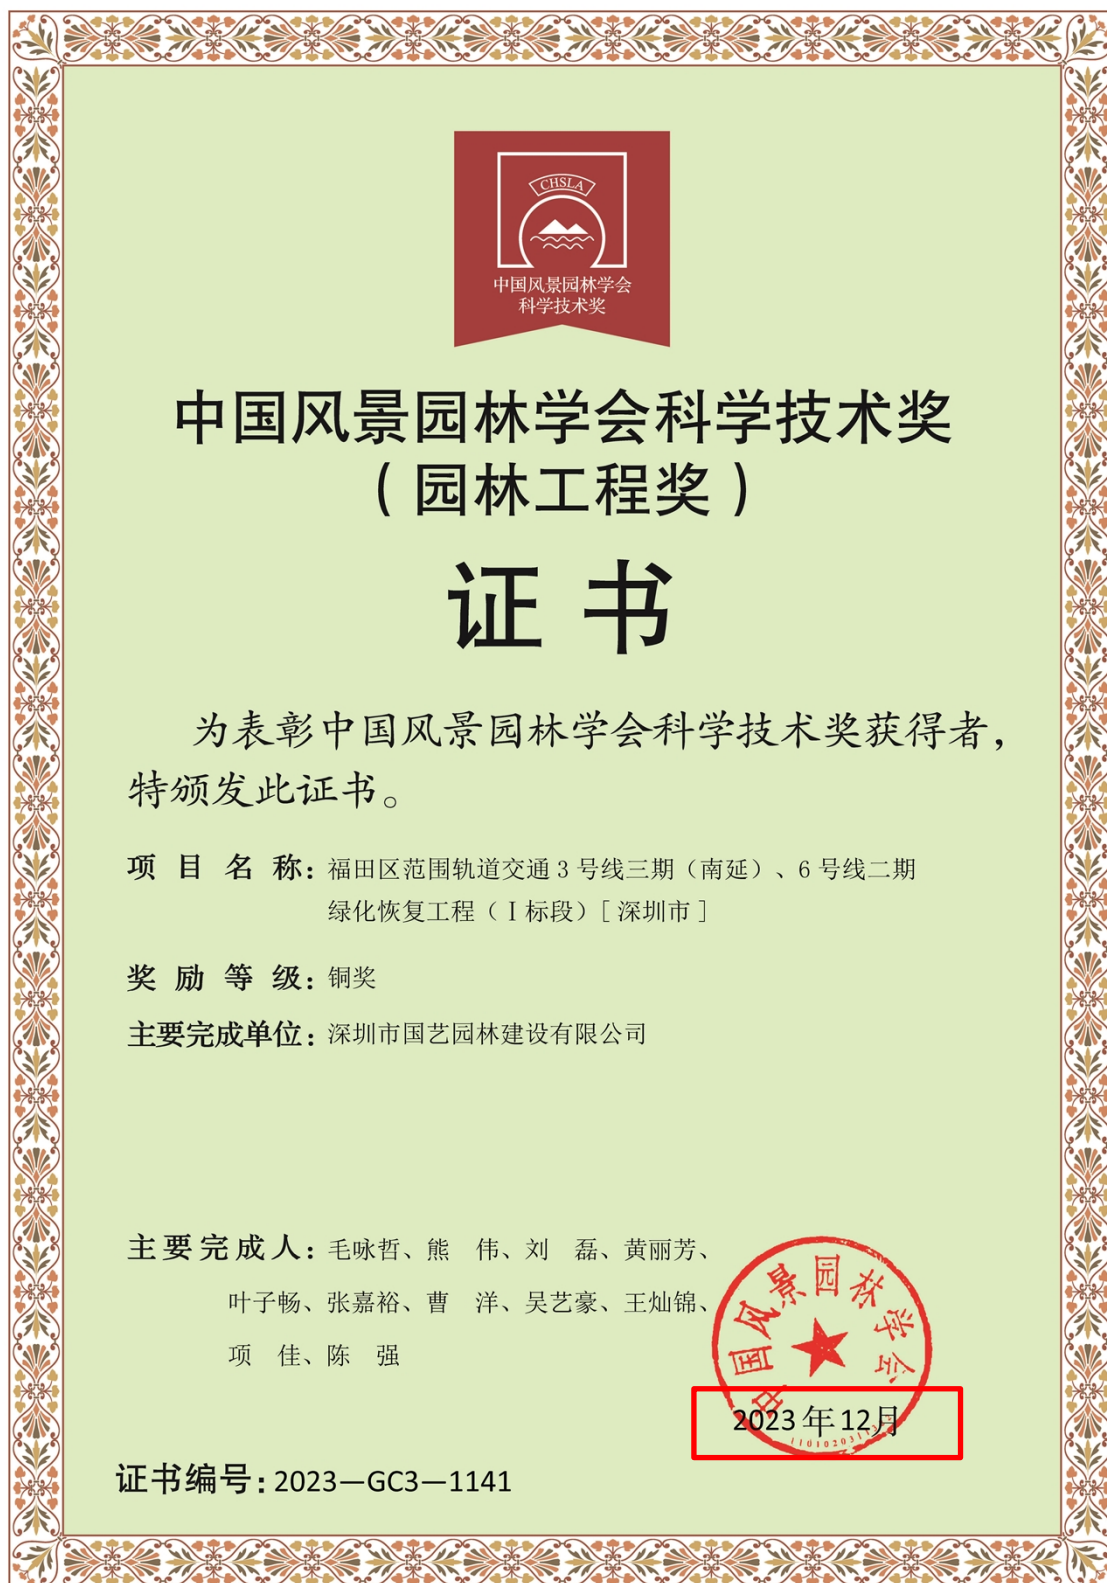 CHSLA
中国风景园林学会
科学技术奖
中国风景园林学会科学技术奖
（园林工程奖）
证书
为表彰中国风景园林学会科学技术奖获得者，
特颁发此证书。
项目名称：福田区范围轨道交通3号线三期（南延）、6号线二期
绿化恢复工程（Ⅰ标段）[深圳市]
奖励等级：铜奖
主要完成单位：深圳市国艺园林建设有限公司
主要完成人：毛咏哲、熊 伟、刘 磊、黄丽芳、
叶子畅、张嘉裕、曹 洋、吴艺豪、王灿锦、
项 佳、陈 强
中国风景园林学会
2023年12月
证书编号：2023—GC3—1141